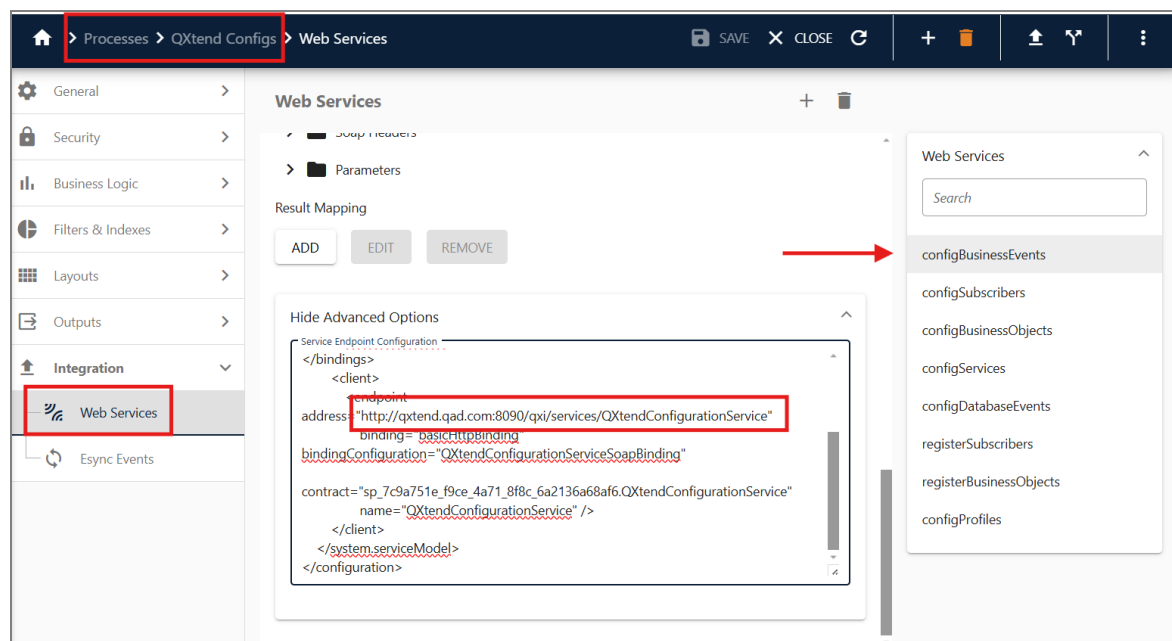 Processes QXtend Configs Web Services SAVE CLOSE
General
Security
Business Logic
Filters & Indexes
Layouts
Outputs
Integration
Web Services
Esync Events
Web Services
Soap Headers
Parameters
Result Mapping
ADD EDIT REMOVE
Hide Advanced Options
Service Endpoint Configuration
</bindings>
<client>
<endpoint
address="http://qxtend.qad.com:8090/qxi/services/QXtendConfigurationService"
binding="basicHttpBinding"
bindingConfiguration="QXtendConfigurationServiceSoapBinding"
contract="sp_7c9a751e_f9ce_4a71_8f8c_6a2136a68af6.QXtendConfigurationService"
name="QXtendConfigurationService" />
</client>
</system.serviceModel>
</configuration>
Web Services
Search
configBusinessEvents
configSubscribers
configBusinessObjects
configServices
configDatabaseEvents
registerSubscribers
registerBusinessObjects
configProfiles